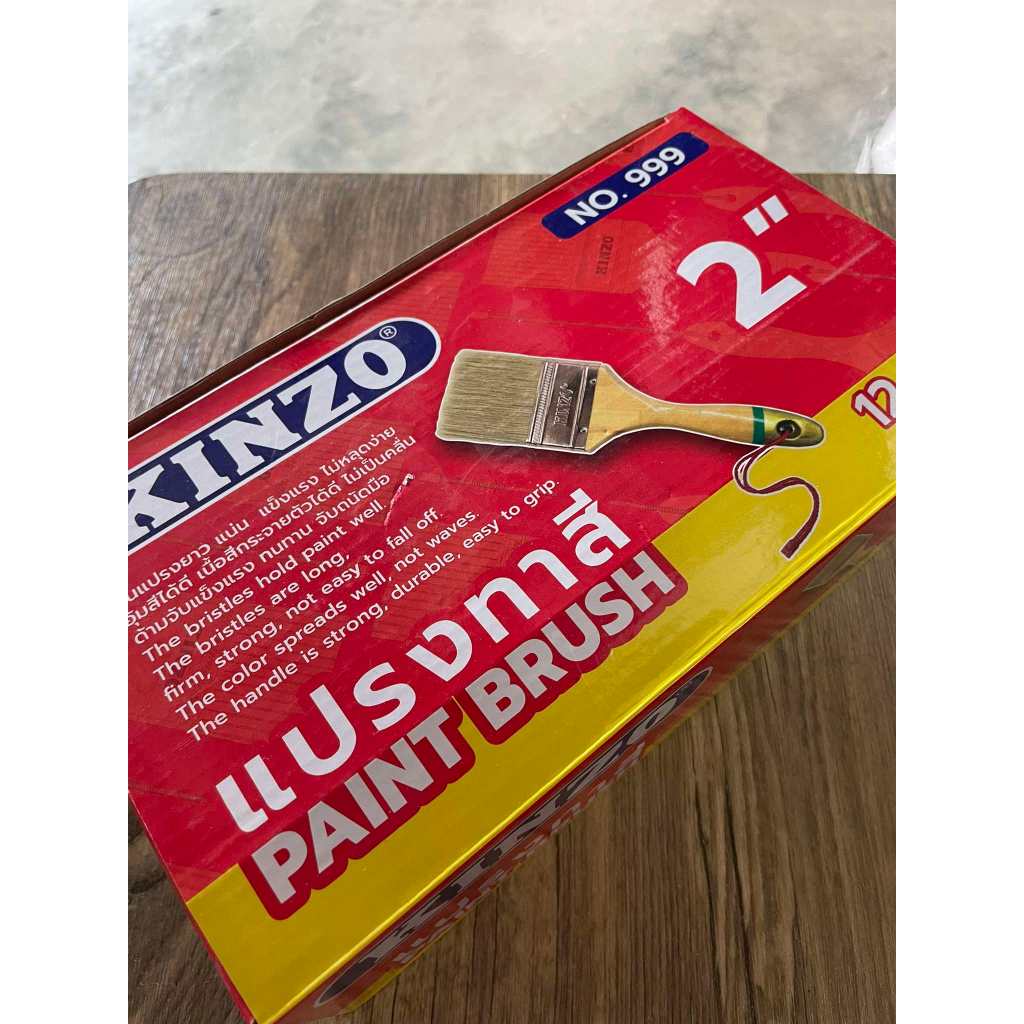 NO. 999
2"
KINZO®
KINZO
KINZO
12
นแปรงยาว แน่น แข็งแรง ไม่หลุดง่าย
อุ้มสีได้ดี เนื้อสีกระจายตัวได้ดี ไม่เป็นคลื่น
ด้ามจับแข็งแรง ทนทาน จับถนัดมือ
The bristles hold paint well
The bristles are long,
firm, strong, not easy to fall off.
The color spreads well, not waves.
The handle is strong, durable, easy to grip.
แปรงทาสี
PAINT BRUSH
KINZO